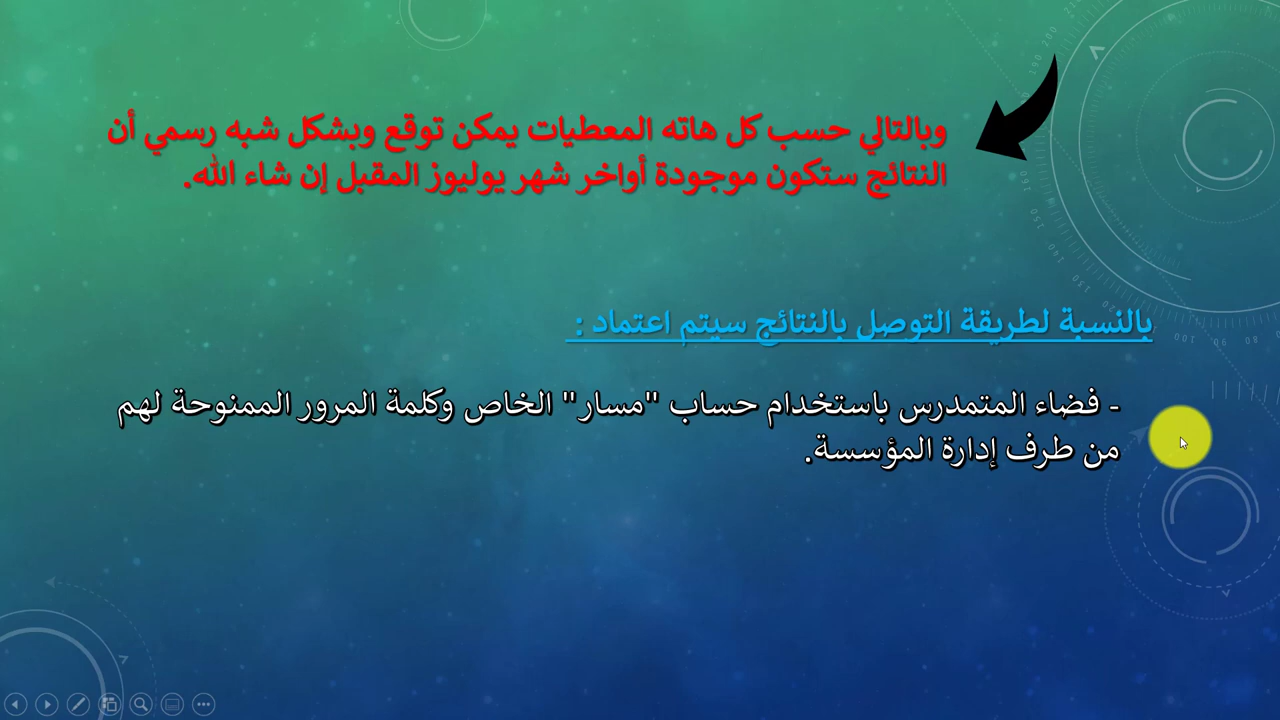 وبالتالي حسب كل هاته المعطيات يمكن توقع وبشكل شبه رسمي أن
النتائج ستكون موجودة أواخر شهر يوليوز المقبل إن شاء الله.
بالنسبة لطريقة التوصل بالنتائج سيتم اعتماد :
- فضاء المتمدرس باستخدام حساب "مسار" الخاص وكلمة المرور الممنوحة لهم
من طرف إدارة المؤسسة.